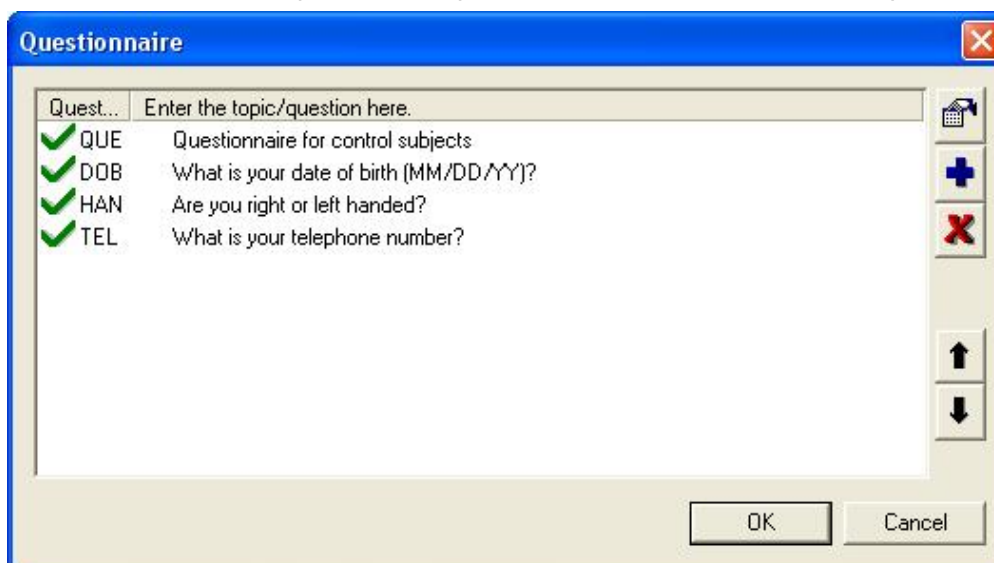 Questionnaire
Quest... Enter the topic/question here.
QUE Questionnaire for control subjects
DOB What is your date of birth (MM/DD/YY)?
HAN Are you right or left handed?
TEL What is your telephone number?
OK Cancel